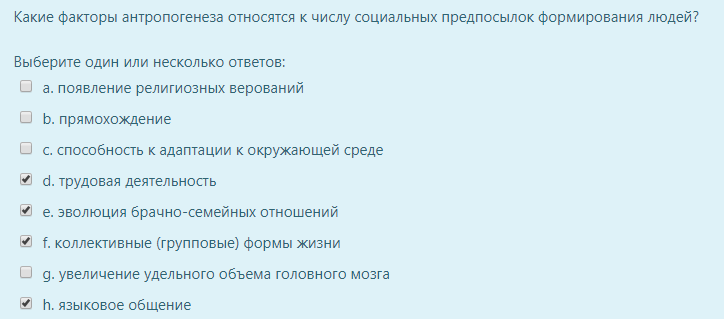 Какие факторы антропогенеза относятся к числу социальных предпосылок формирования людей?
Выберите один или несколько ответов:
a. появление религиозных верований
b. прямохождение
c. способность к адаптации к окружающей среде
d. трудовая деятельность
e. эволюция брачно-семейных отношений
f. коллективные (групповые) формы жизни
g. увеличение удельного объема головного мозга
h. языковое общение